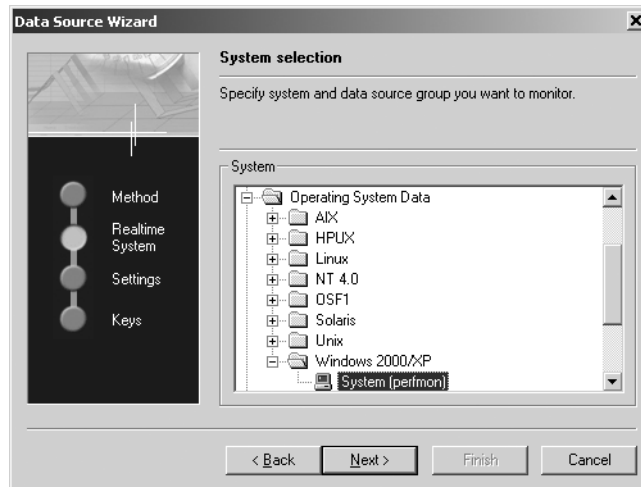 Data Source Wizard
System selection
Specify system and data source group you want to monitor.
Method
Realtime
System
Settings
Keys
System
Operating System Data
AIX
HPUX
Linux
NT 4.0
OSF1
Solaris
Unix
Windows 2000/XP
System (perfmon)
< Back
Next >
Finish
Cancel